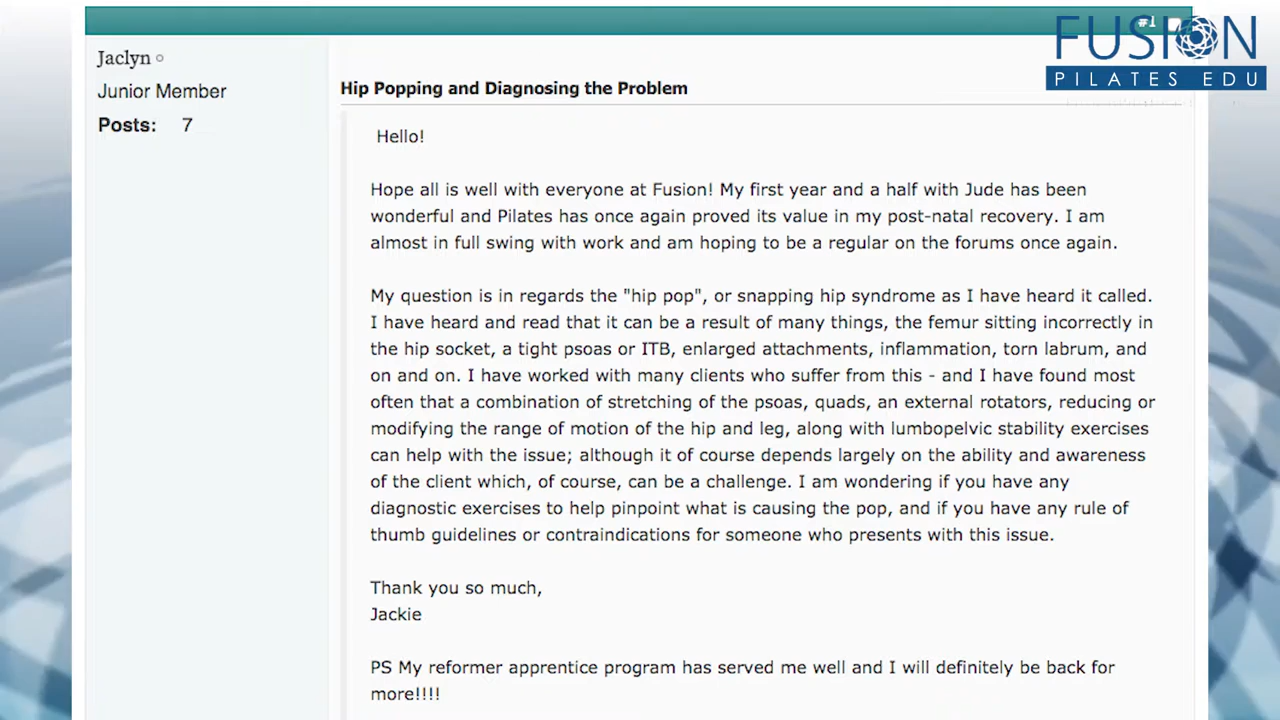 #1
FUSION
PILATES EDU
Jaclyn
Junior Member
Posts: 7
Hip Popping and Diagnosing the Problem
Hello!
Hope all is well with everyone at Fusion! My first year and a half with Jude has been
wonderful and Pilates has once again proved its value in my post-natal recovery. I am
almost in full swing with work and am hoping to be a regular on the forums once again.
My question is in regards the "hip pop", or snapping hip syndrome as I have heard it called.
I have heard and read that it can be a result of many things, the femur sitting incorrectly in
the hip socket, a tight psoas or ITB, enlarged attachments, inflammation, torn labrum, and
on and on. I have worked with many clients who suffer from this - and I have found most
often that a combination of stretching of the psoas, quads, an external rotators, reducing or
modifying the range of motion of the hip and leg, along with lumbopelvic stability exercises
can help with the issue; although it of course depends largely on the ability and awareness
of the client which, of course, can be a challenge. I am wondering if you have any
diagnostic exercises to help pinpoint what is causing the pop, and if you have any rule of
thumb guidelines or contraindications for someone who presents with this issue.
Thank you so much,
Jackie
PS My reformer apprentice program has served me well and I will definitely be back for
more!!!!